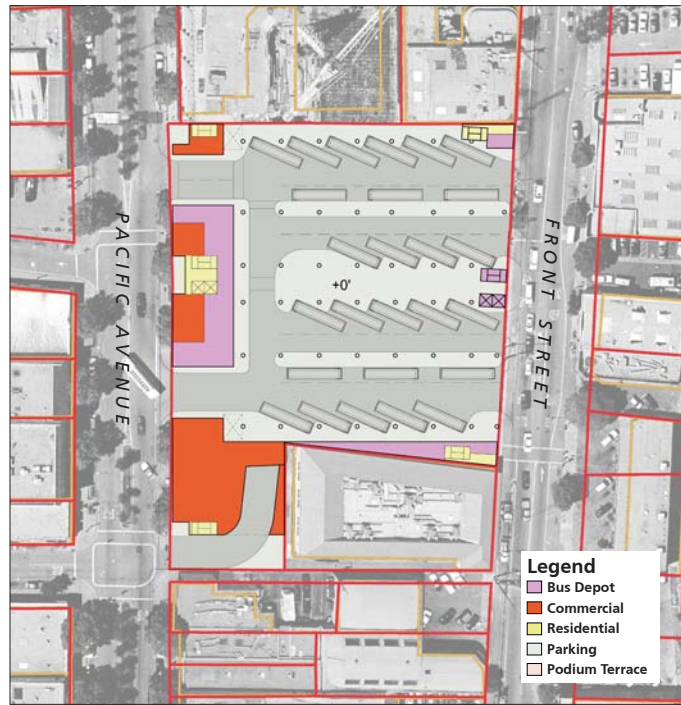 PACIFIC AVENUE
FRONT STREET
+0'
Legend
Bus Depot
Commercial
Residential
Parking
Podium Terrace